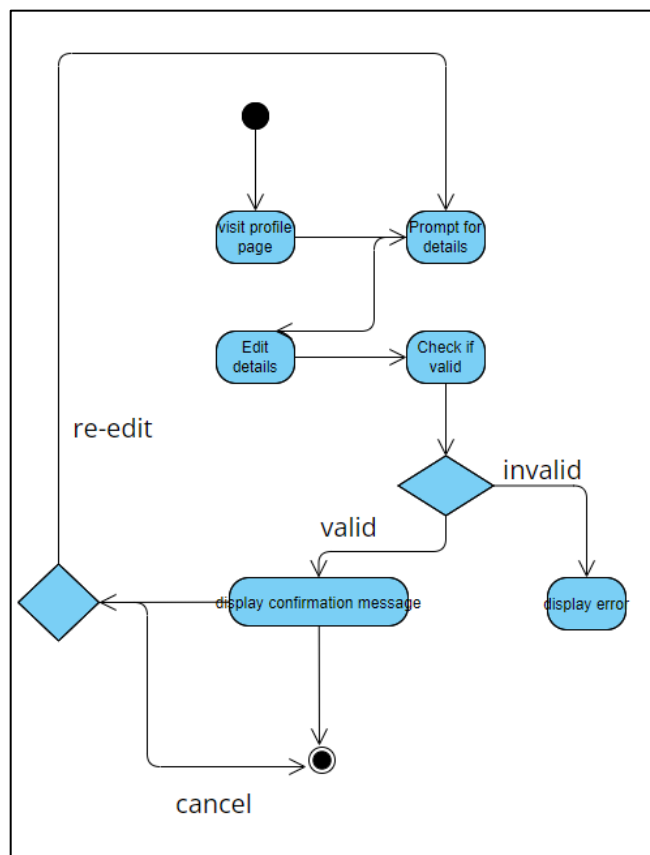 visit profile
page
Prompt for
details
Edit
details
Check if
valid
re-edit
invalid
valid
display confirmation message
display error
cancel